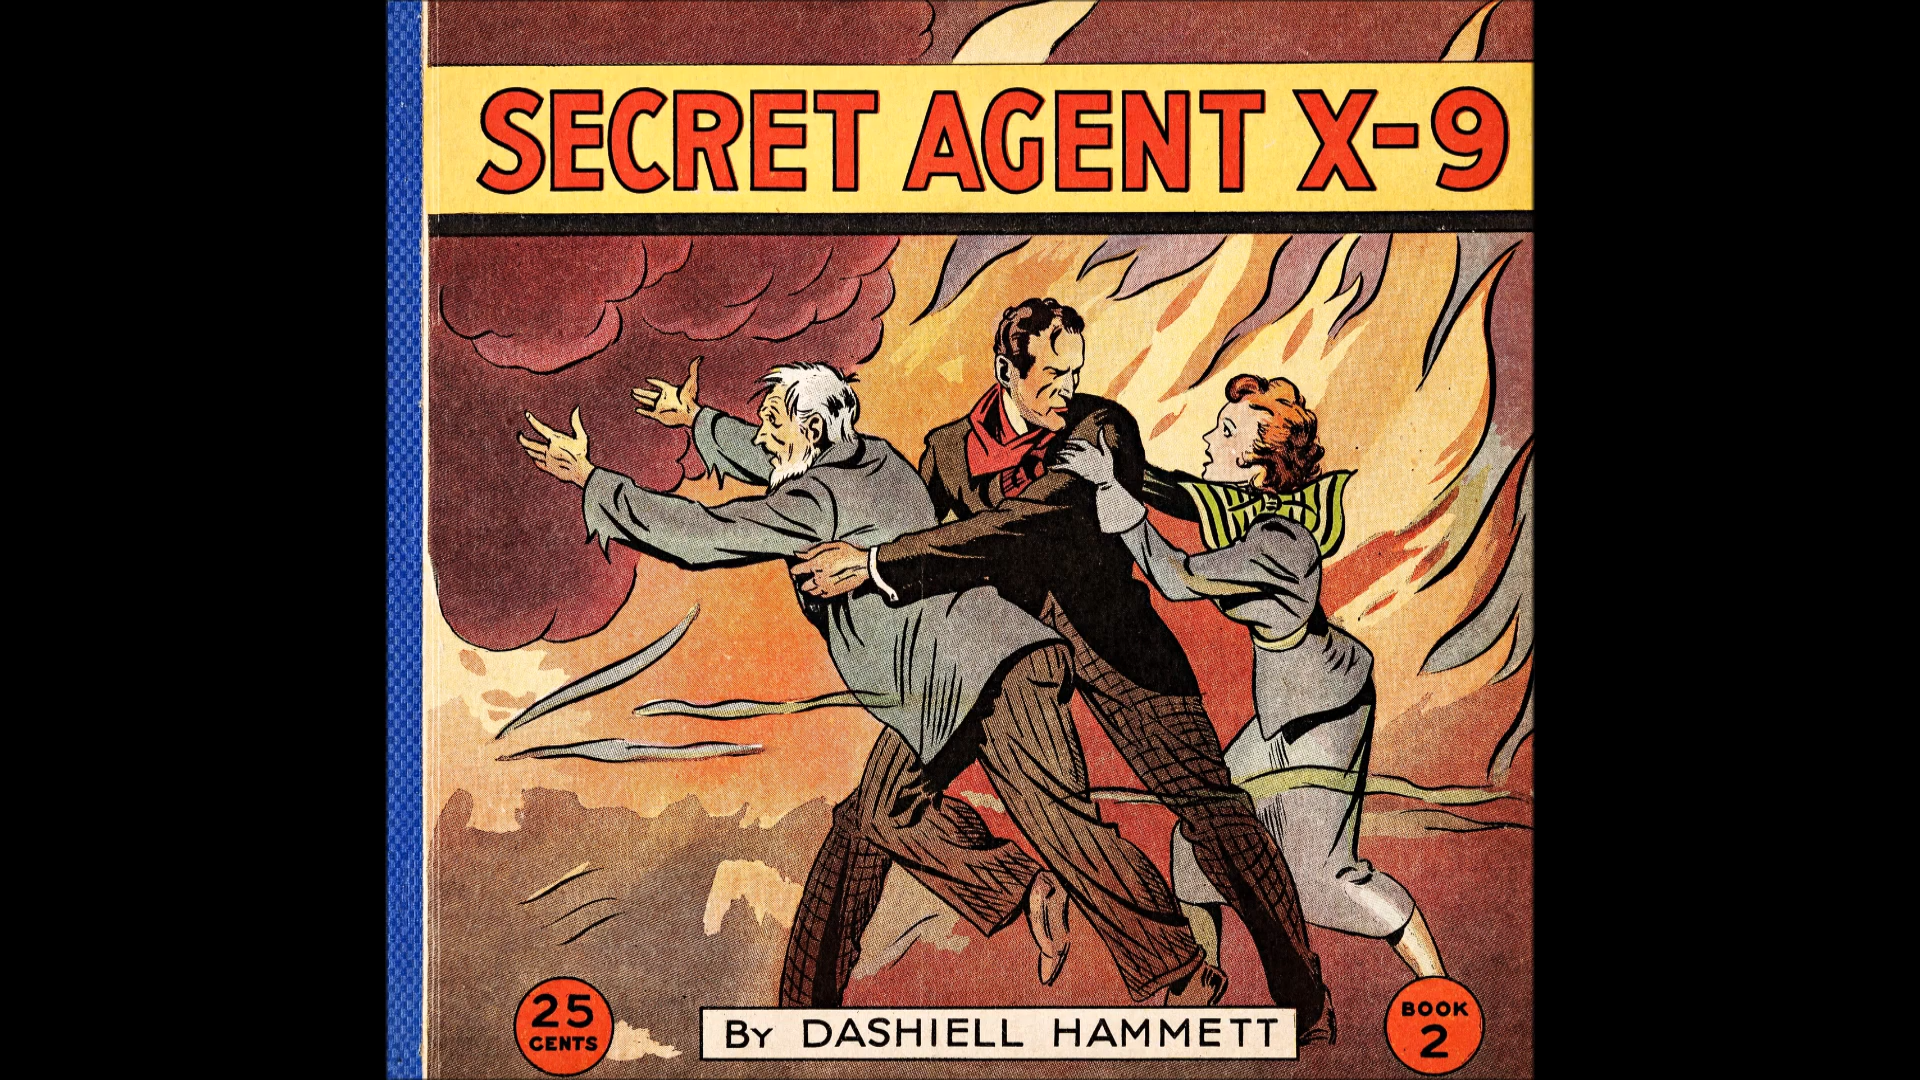 SECRET AGENT X-9
25
CENTS
By DASHIELL HAMMETT
BOOK
2